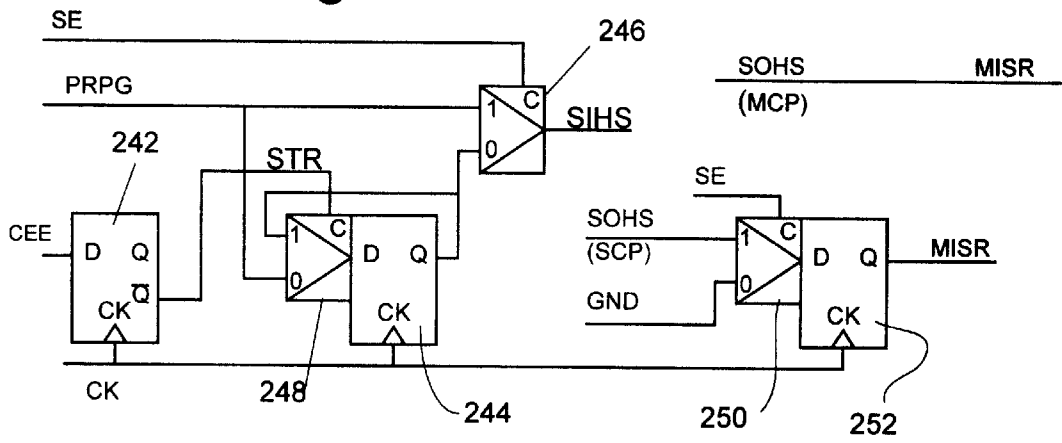 SE
246
PRPG
SOHS MISR
(MCP)
1 C
SIHS
0
242
STR
SE
CEE
D Q
Q̅
CK
1 C
D Q
0
CK
SOHS
(SCP)
1 C
D Q
MISR
0
GND
CK
CK
248
244
250
252